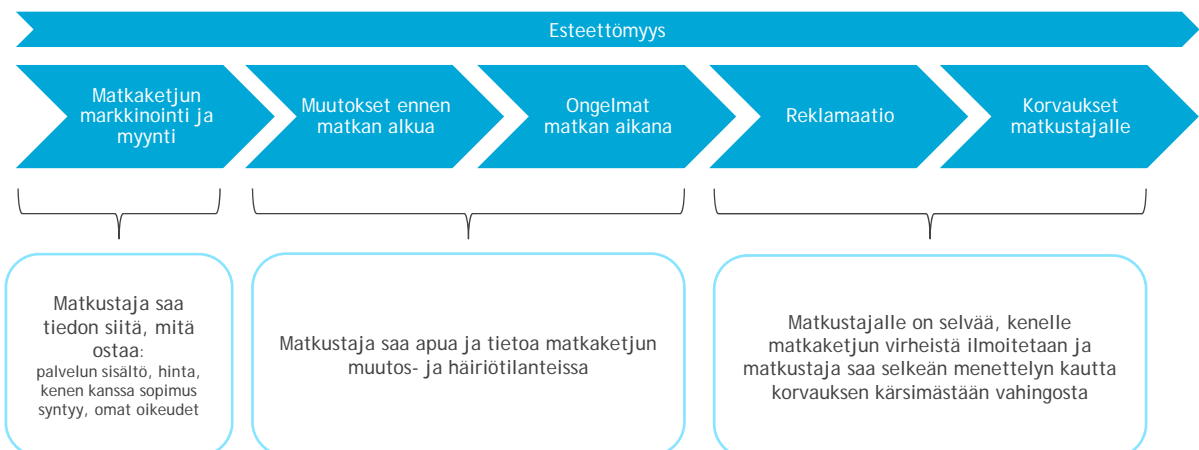 Esteettömyys
Matkaketjun
markkinointi ja
myynti
Muutokset ennen
matkan alkua
Ongelmat
matkan aikana
Reklamaatio
Korvaukset
matkustajalle
Matkustaja saa
tiedon siitä, mitä
ostaa:
palvelun sisältö, hinta,
kenen kanssa sopimus
syntyy, omat oikeudet
Matkustaja saa apua ja tietoa matkaketjun
muutos- ja häiriötilanteissa
Matkustajalle on selvää, kenelle
matkaketjun virheistä ilmoitetaan ja
matkustaja saa selkeän menettelyn kautta
korvauksen kärsimästään vahingosta